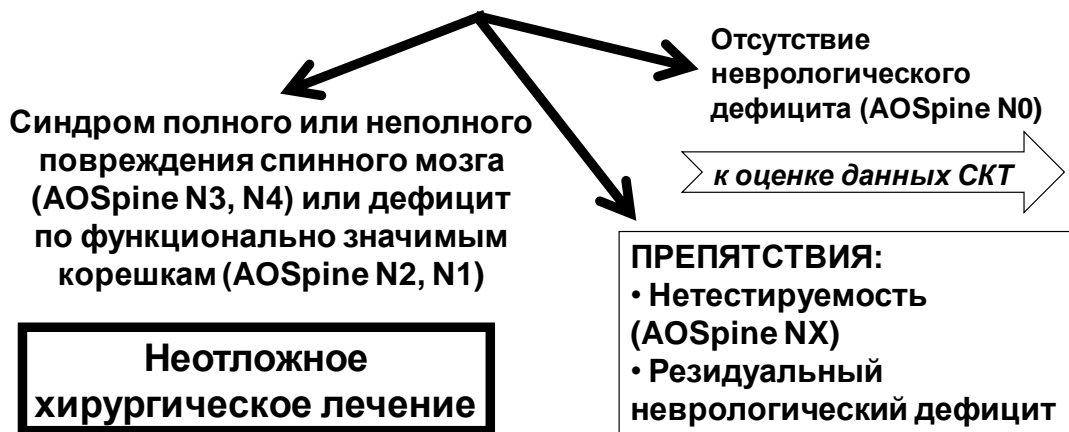 Синдром полного или неполного
повреждения спинного мозга
(AOSpine N3, N4) или дефицит
по функционально значимым
корешкам (AOSpine N2, N1)
Неотложное
хирургическое лечение
Отсутствие
неврологического
дефицита (AOSpine N0)
к оценке данных СКТ
ПРЕПЯТСТВИЯ:
• Нетестируемость
(AOSpine NX)
• Резидуальный
неврологический дефицит